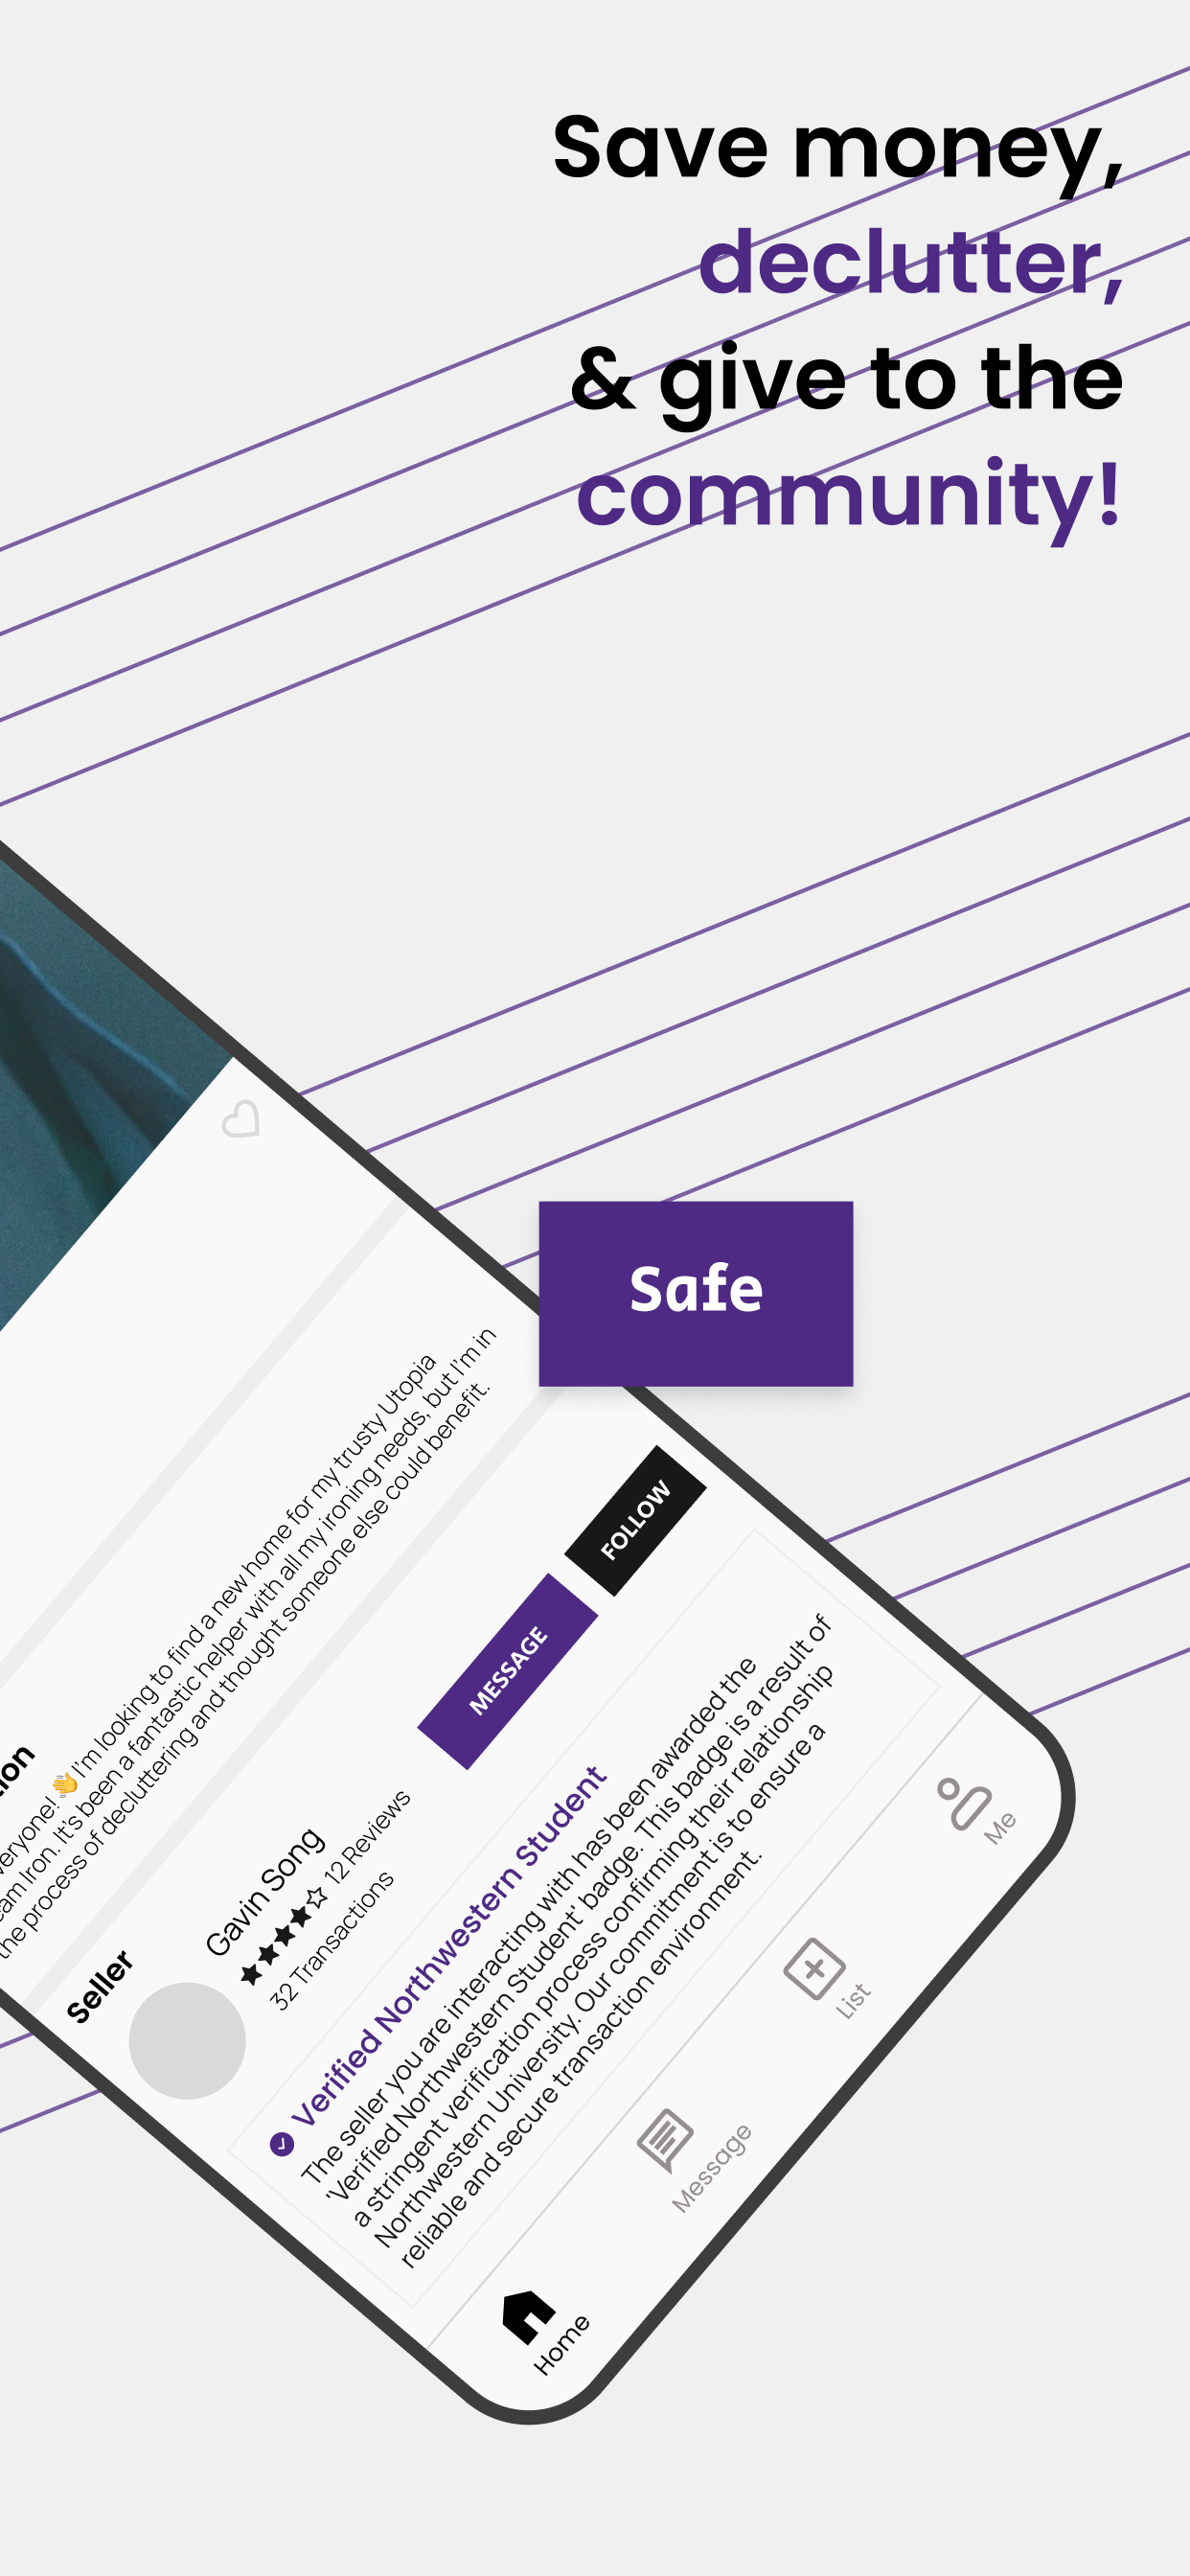 Save money,
declutter,
& give to the
community!
Safe
I'm looking to find a new home for my trusty Utopia
Iron. It's been a fantastic helper with all my ironing needs, but I'm in
the process of decluttering and thought someone else could benefit.
Seller
Gavin Song
12 Reviews
32 Transactions
MESSAGE
FOLLOW
Verified Northwestern Student
The seller you are interacting with has been awarded the
'Verified Northwestern Student' badge. This badge is a result of
a stringent verification process confirming their relationship
Northwestern University. Our commitment is to ensure a
reliable and secure transaction environment.
Home
Message
List
Me